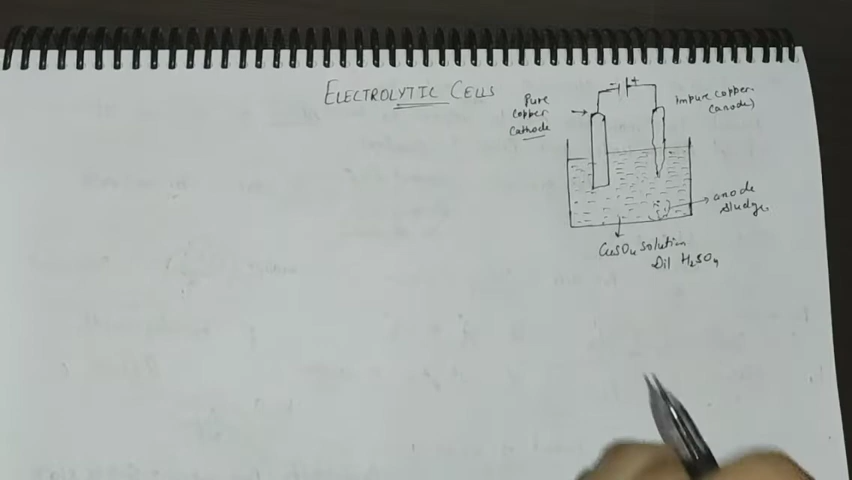 ELECTROLYTIC CELLS
Pure
copper
cathode
- +
Impure copper
(anode)
anode
sludge
CuSO4 solution
Dil H2SO4